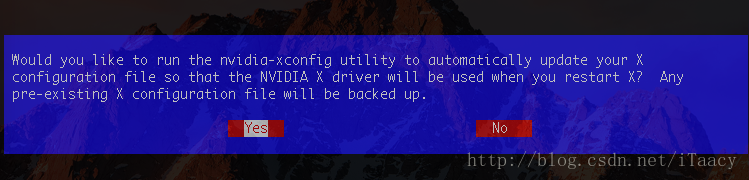 Would you like to run the nvidia-xconfig utility to automatically update your X
configuration file so that the NVIDIA X driver will be used when you restart X?  Any
pre-existing X configuration file will be backed up.
Yes No
http://blog.csdn.net/iTaacy